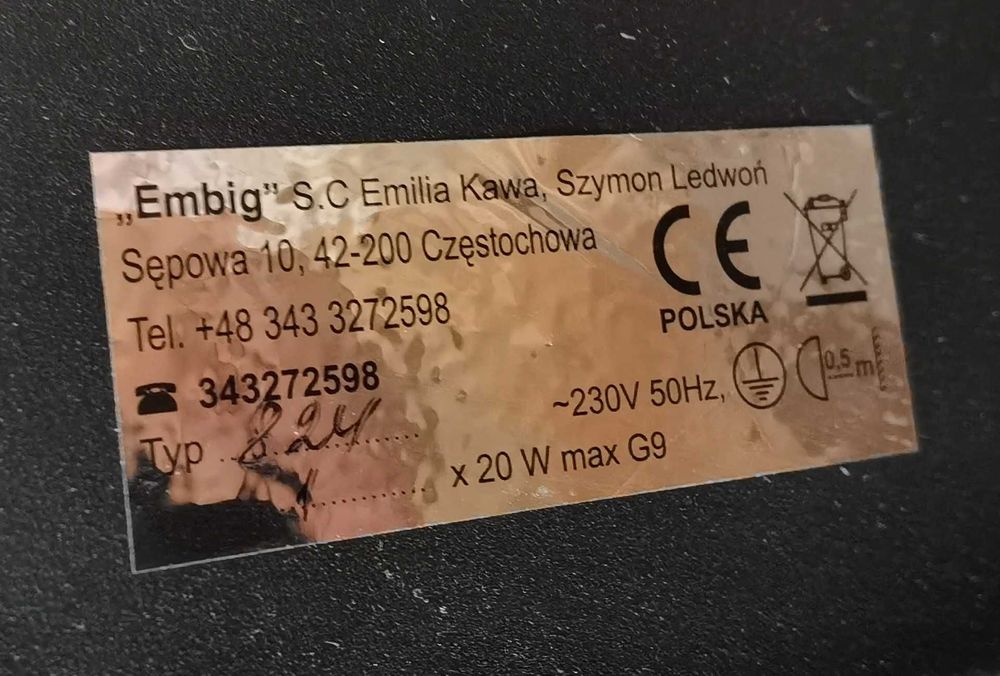 „Embig" S.C Emilia Kawa, Szymon Ledwoń
Sępowa 10, 42-200 Częstochowa
Tel. +48 343 3272598
☎ 343272598
CE
POLSKA
~230V 50Hz, 0,5 m
Typ 824
1 x 20 W max G9